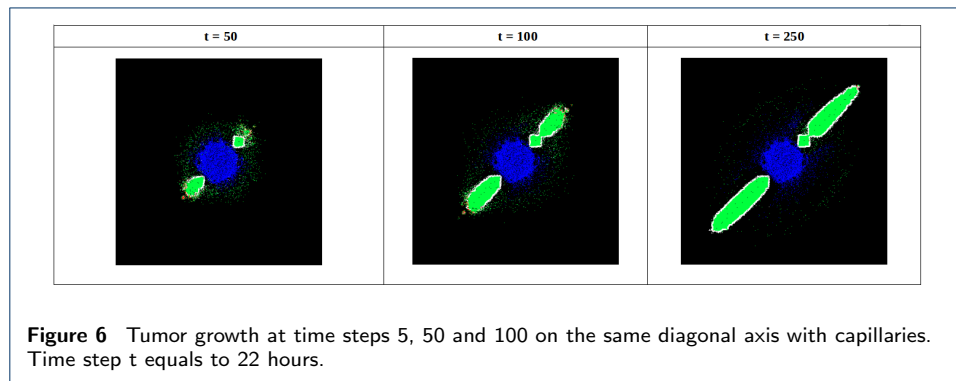 t = 50
t = 100
t = 250
Figure 6 Tumor growth at time steps 5, 50 and 100 on the same diagonal axis with capillaries.
Time step t equals to 22 hours.